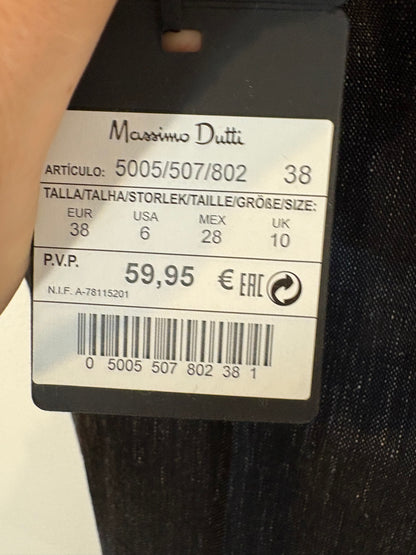 Massimo Dutti
ARTÍCULO: 5005/507/802 38
TALLA/TALHA/STORLEK/TAILLE/GRÖßE/SIZE:
EUR USA MEX UK
38 6 28 10
P.V.P. 59,95 € EAC
N.I.F. A-78115201
0 5005 507 802 38 1